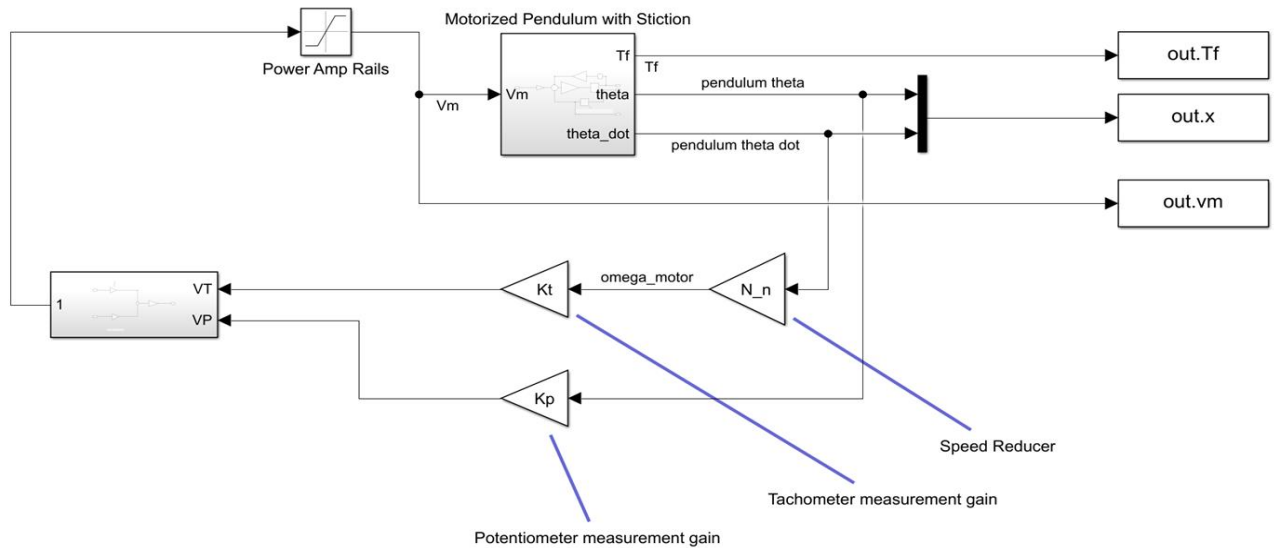 Motorized Pendulum with Stiction
Power Amp Rails
Vm
Vm
Tf
theta
theta_dot
Tf
pendulum theta
pendulum theta dot
out.Tf
out.x
out.vm
1
VT
VP
Kt
omega_motor
N_n
Kp
Speed Reducer
Tachometer measurement gain
Potentiometer measurement gain